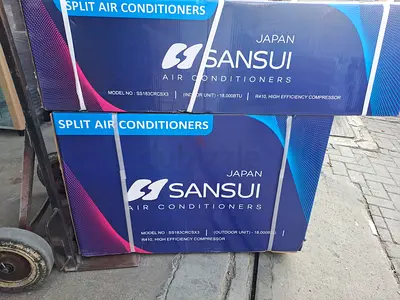 SPLIT AIR CONDITIONERS
JAPAN
SANSUI
AIR CONDITIONERS
MODEL NO : SS183CRCSX3 (INDOOR UNIT) - 18.000BTU R410, HIGH EFFICIENCY COMPRESSOR
SPLIT AIR CONDITIONERS
JAPAN
SANSUI
AIR CONDITIONERS
MODEL NO : SS183CRCSX3 (OUTDOOR UNIT) - 18.000BTU
R410, HIGH EFFICIENCY COMPRESSOR